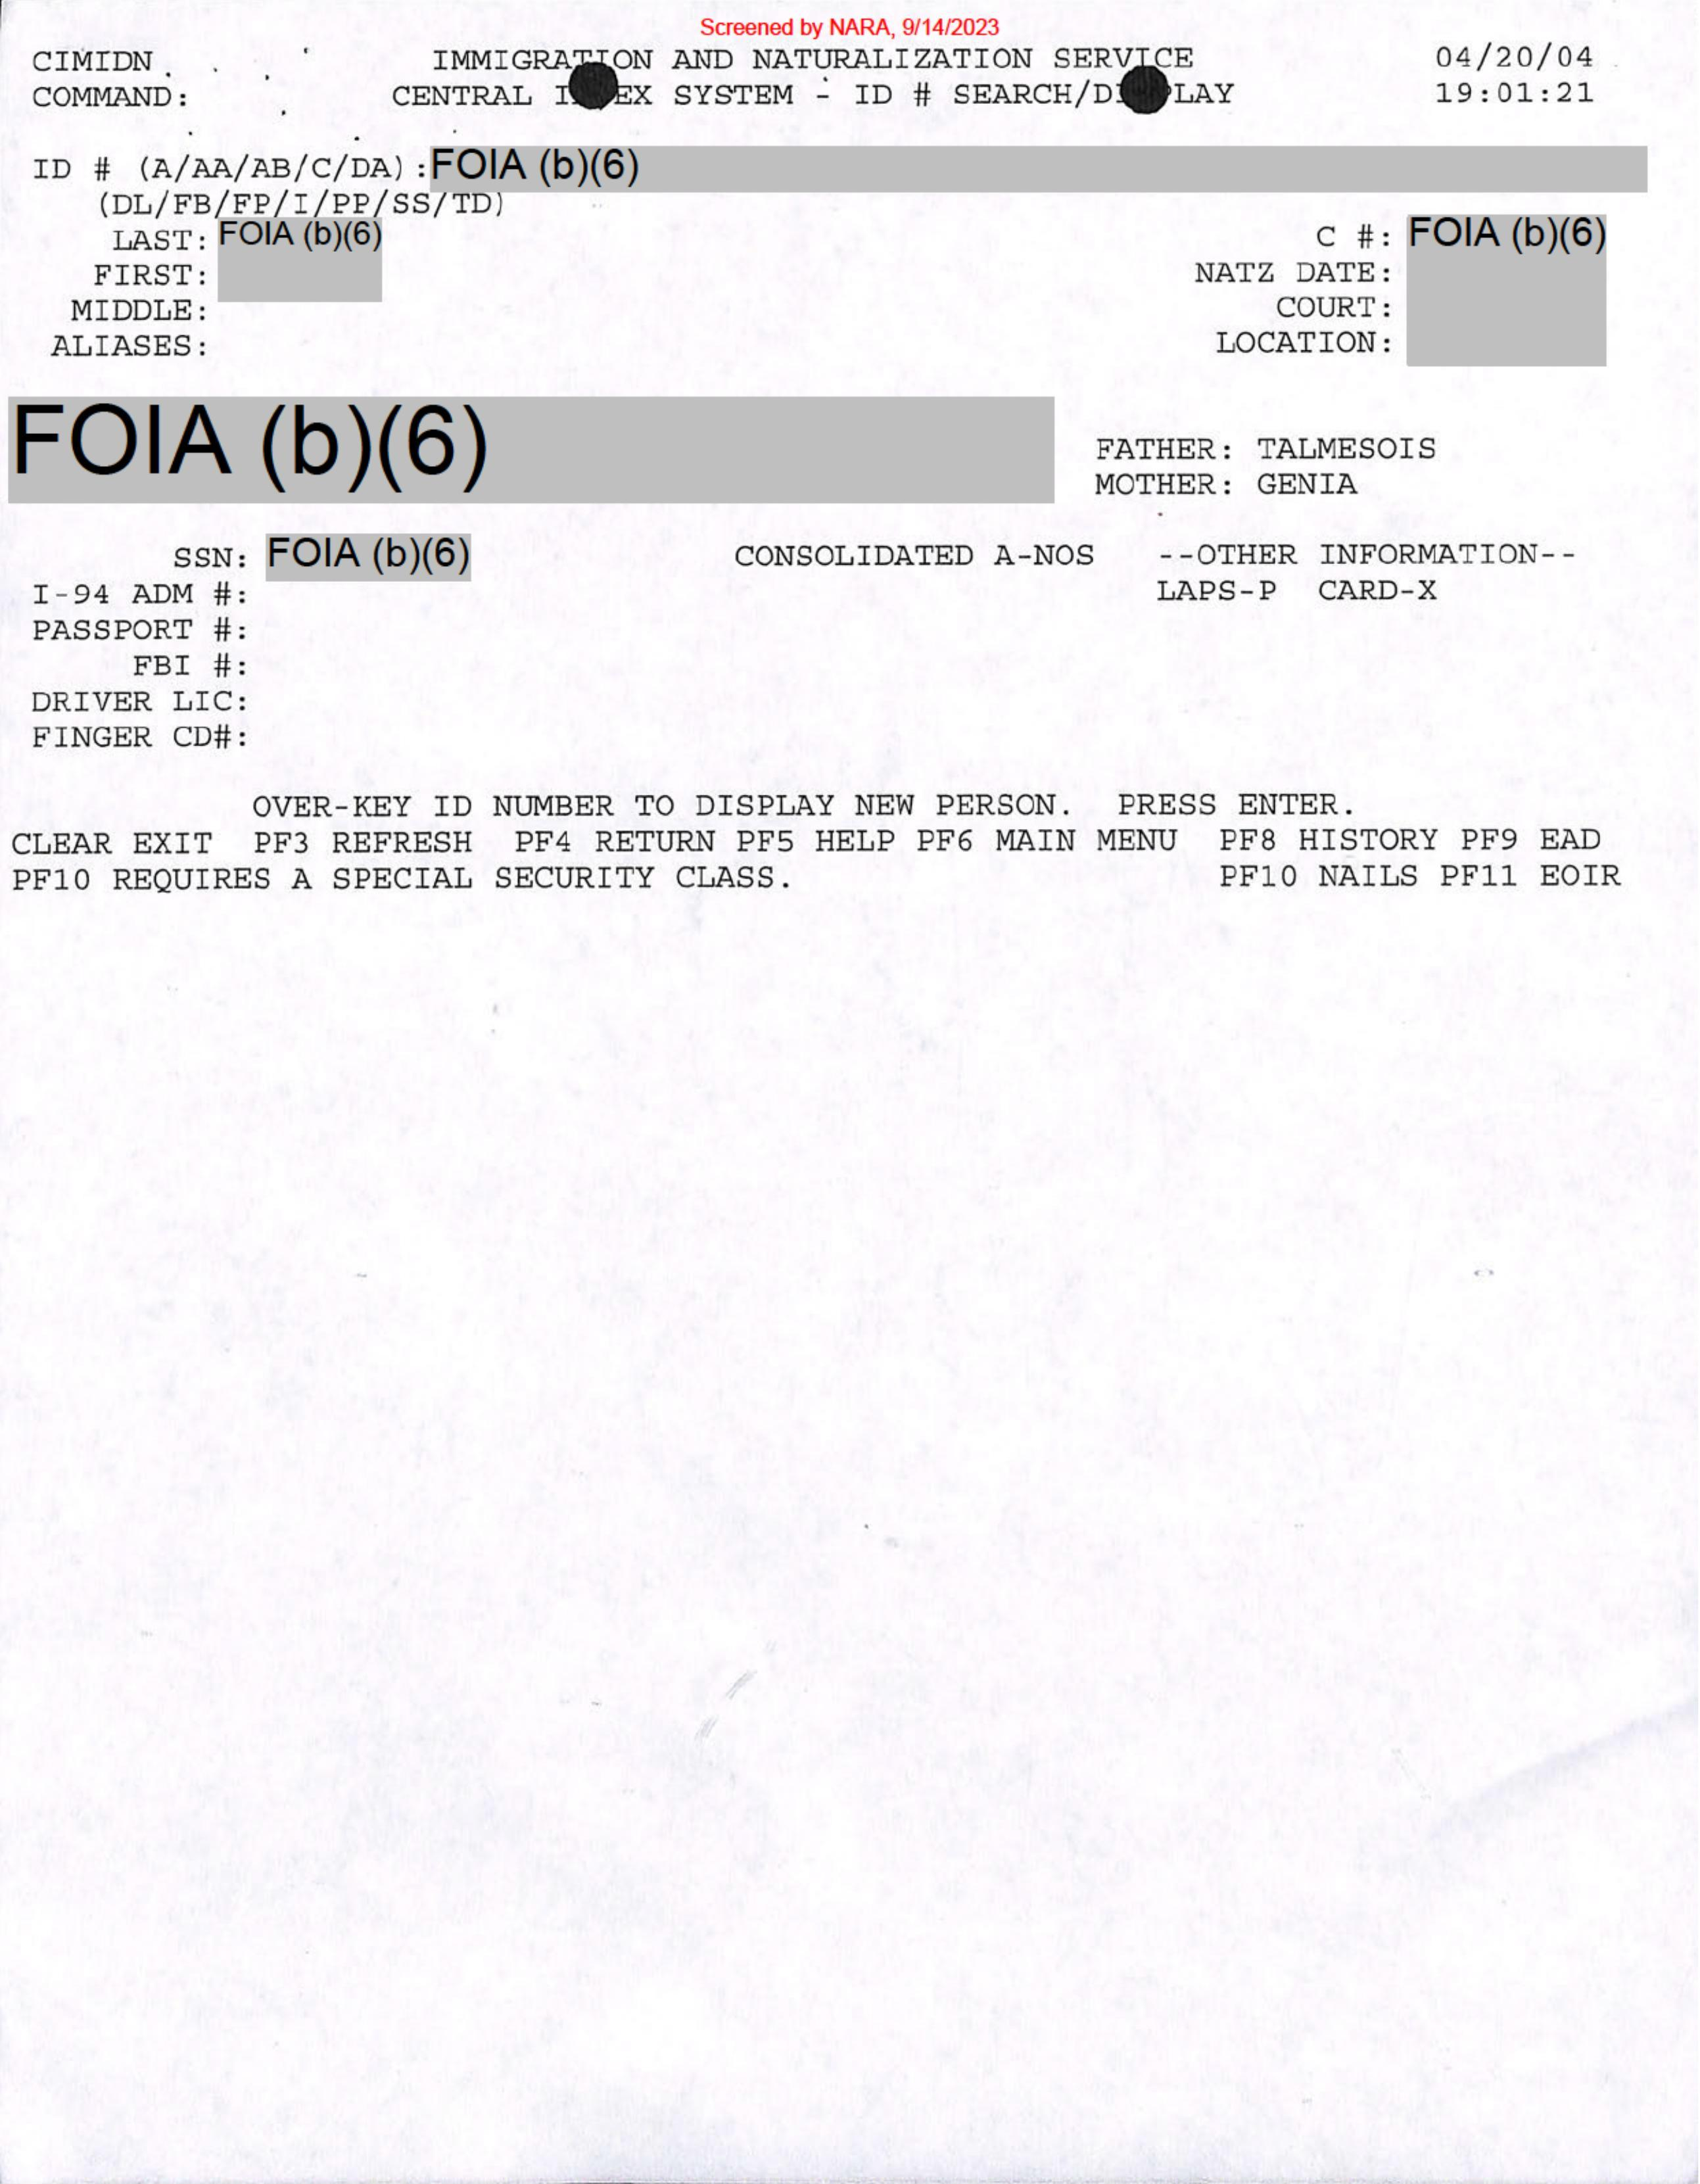 Screened by NARA, 9/14/2023
CIMIDN IMMIGRATION AND NATURALIZATION SERVICE 04/20/04
COMMAND: CENTRAL I EX SYSTEM - ID # SEARCH/DI LAY 19:01:21
ID # (A/AA/AB/C/DA):FOIA (b)(6)
(DL/FB/FP/I/PP/SS/TD)
LAST: FOIA (b)(6) C #: FOIA (b)(6)
FIRST: NATZ DATE:
MIDDLE: COURT:
ALIASES: LOCATION:
FOIA (b)(6)
FATHER: TALMESOIS
MOTHER: GENIA
SSN: FOIA (b)(6) CONSOLIDATED A-NOS --OTHER INFORMATION--
I-94 ADM #: LAPS-P CARD-X
PASSPORT #:
FBI #:
DRIVER LIC:
FINGER CD#:
OVER-KEY ID NUMBER TO DISPLAY NEW PERSON. PRESS ENTER.
CLEAR EXIT PF3 REFRESH PF4 RETURN PF5 HELP PF6 MAIN MENU PF8 HISTORY PF9 EAD
PF10 REQUIRES A SPECIAL SECURITY CLASS. PF10 NAILS PF11 EOIR